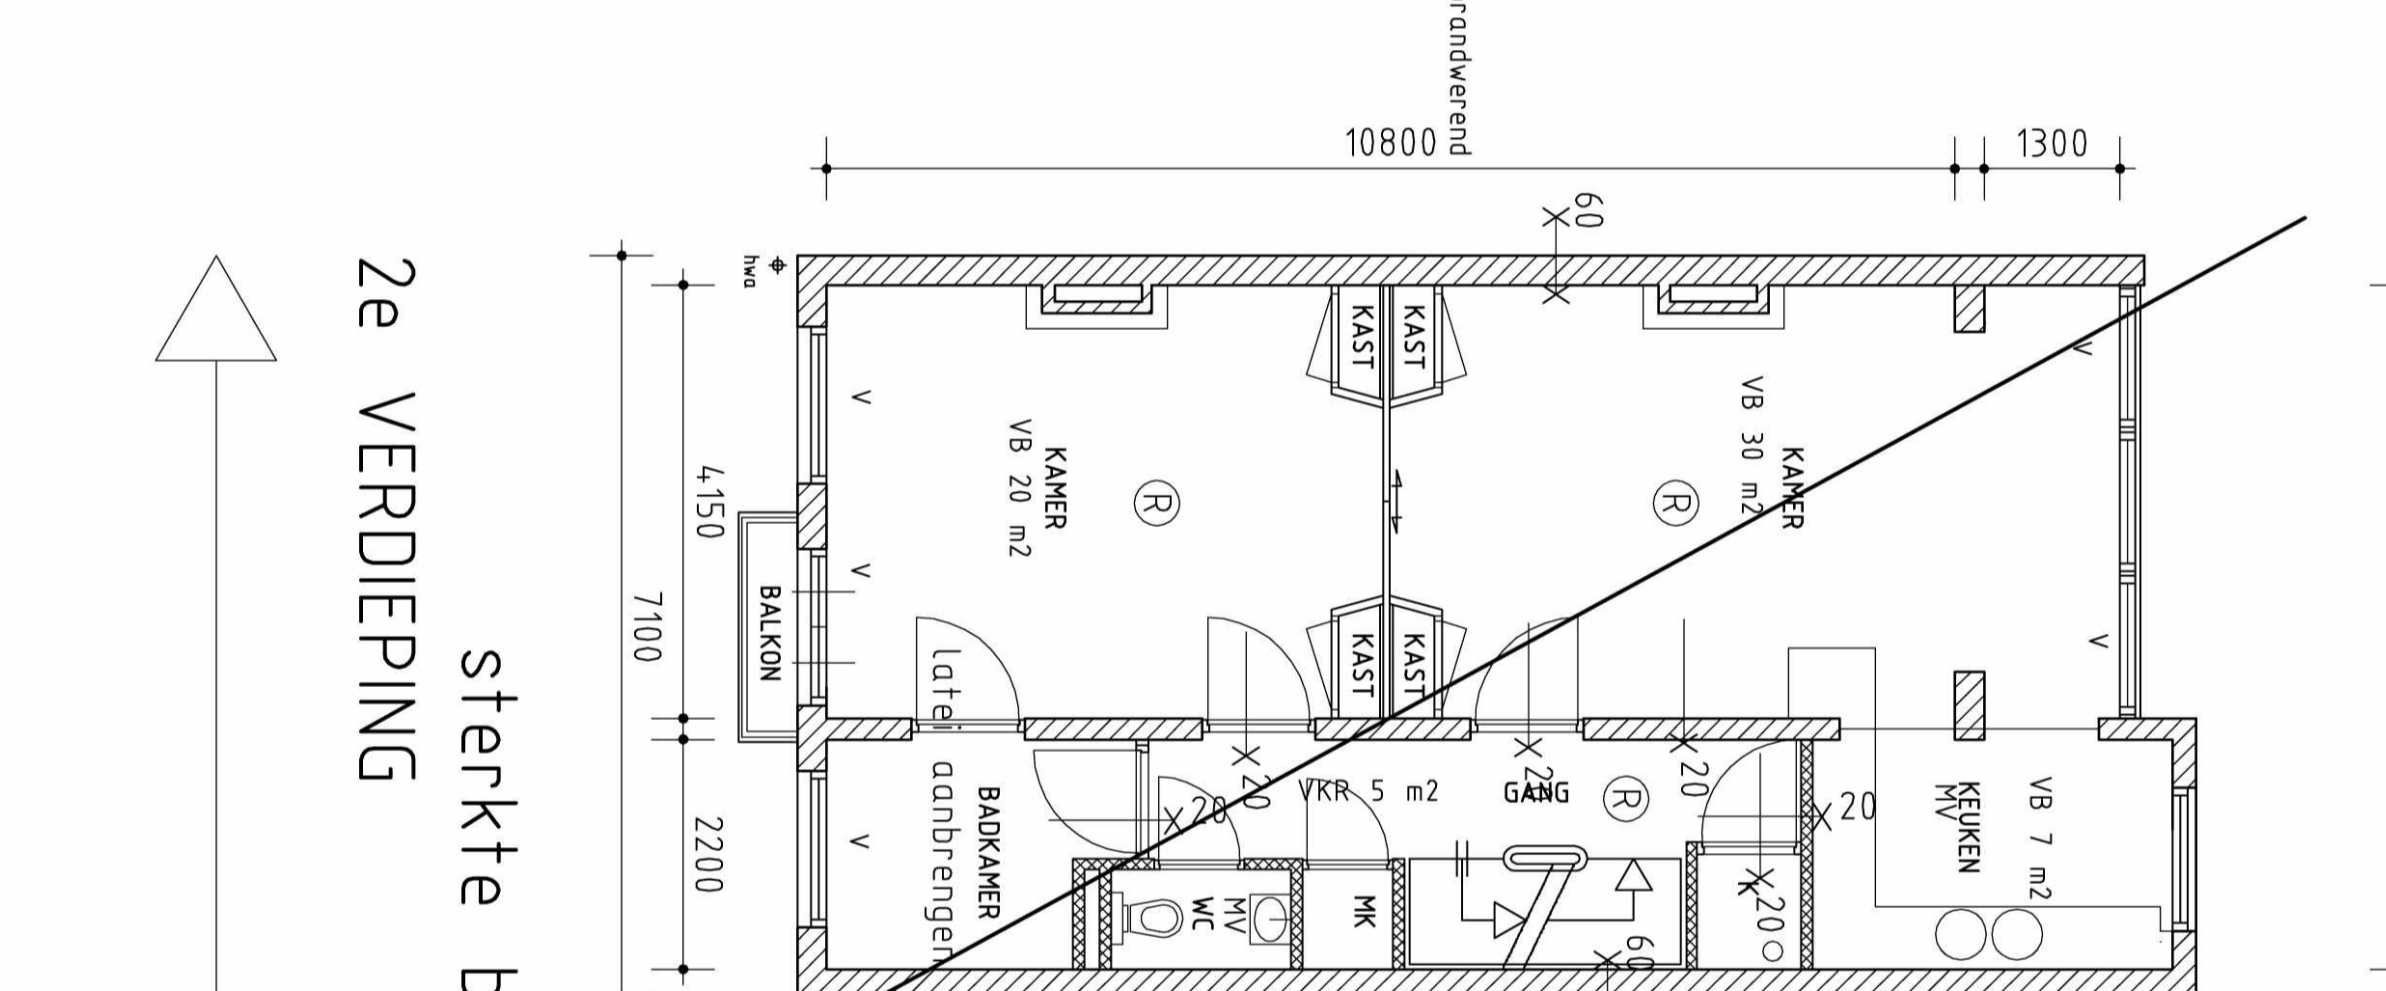 randwerend
10800
1300
60
hwa
2e VERDIEPING
sterkte b
7100
4150
2200
BALKON
V
V
V
V
V
KAMER
VB 20 m2
R
KAST
KAST
KAST
KAST
KAMER
VB 30 m2
R
latei aanbrengen
BADKAMER
20
20
VKR 5 m2
20
GANG
R
20
20
WC
MV
MK
K
20
60
KEUKEN
MV
VB 7 m2